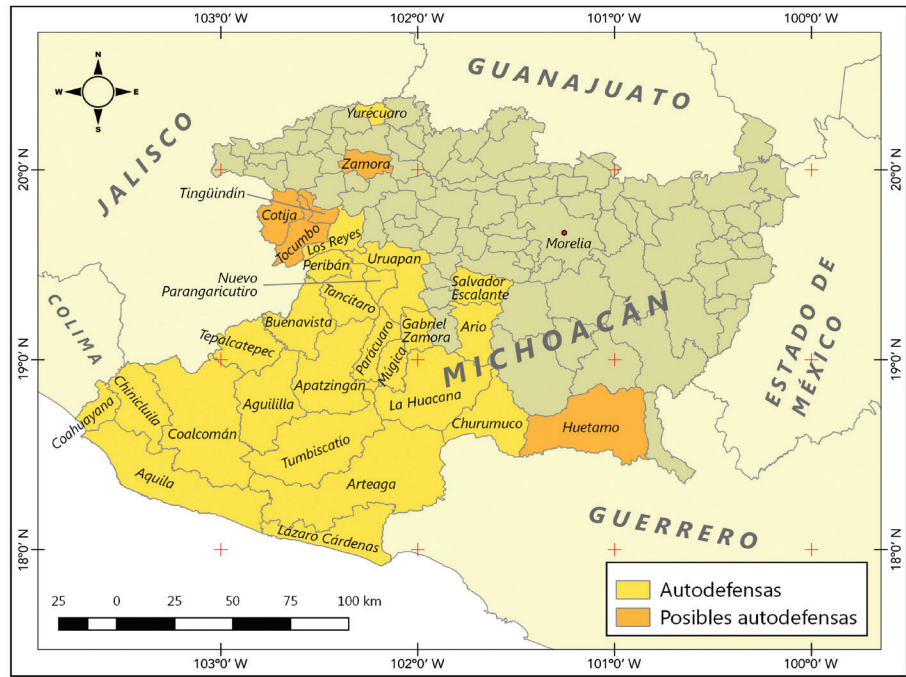 103°0' W 102°0' W 101°0' W 100°0' W
N
W E
S
GUANAJUATO
JALISCO
Yurécuaro
20°0' N
20°0' N
Zamora
Tingüindín
Cotija
Tocumbo
Los Reyes
Morelia
Peribán
Uruapan
Nuevo
Parangaricutiro
Salvador
Escalante
Tancítaro
COLIMA
ESTADO DE
MÉXICO
Buenavista
Gabriel
Zamora
Ario
MICHOACÁN
Tepalcatepec
Parácuaro
Múgica
19°0' N
19°0' N
Apatzingán
Chinicluila
Aguililla
La Huacana
Coahuayana
Coalcomán
Churumuco
Huetamo
Tumbiscatio
Aquila
Arteaga
GUERRERO
Lázaro Cárdenas
18°0' N
18°0' N
25 0 25 50 75 100 km
Autodefensas
Posibles autodefensas
103°0' W 102°0' W 101°0' W 100°0' W